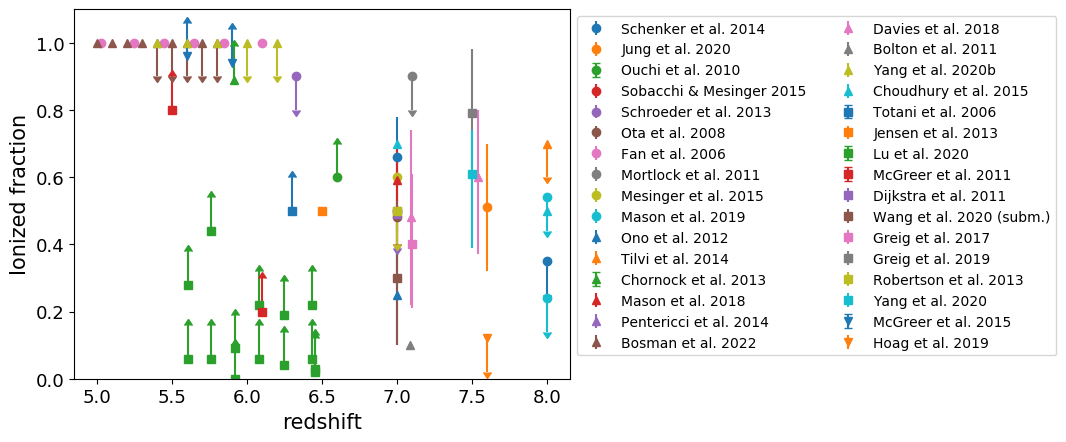 Ionized fraction
1.0
0.8
0.6
0.4
0.2
0.0
5.0 5.5 6.0 6.5 7.0 7.5 8.0
redshift
Schenker et al. 2014
Jung et al. 2020
Ouchi et al. 2010
Sobacchi & Mesinger 2015
Schroeder et al. 2013
Ota et al. 2008
Fan et al. 2006
Mortlock et al. 2011
Mesinger et al. 2015
Mason et al. 2019
Ono et al. 2012
Tilvi et al. 2014
Chornock et al. 2013
Mason et al. 2018
Pentericci et al. 2014
Bosman et al. 2022
Davies et al. 2018
Bolton et al. 2011
Yang et al. 2020b
Choudhury et al. 2015
Totani et al. 2006
Jensen et al. 2013
Lu et al. 2020
McGreer et al. 2011
Dijkstra et al. 2011
Wang et al. 2020 (subm.)
Greig et al. 2017
Greig et al. 2019
Robertson et al. 2013
Yang et al. 2020
McGreer et al. 2015
Hoag et al. 2019